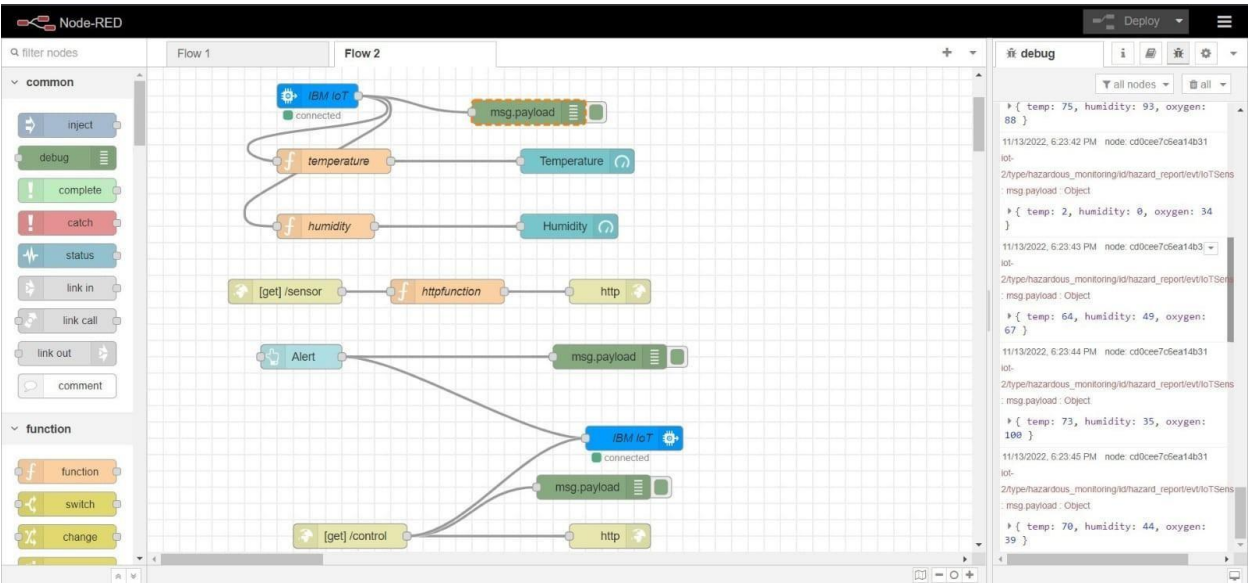 Node-RED
Deploy
filter nodes
common
inject
debug
complete
catch
status
link in
link call
link out
comment
function
function
switch
change
Flow 1
Flow 2
IBM IoT
connected
msg.payload
temperature
Temperature
humidity
Humidity
[get] /sensor
httpfunction
http
Alert
msg.payload
IBM IoT
connected
msg.payload
[get] /control
http
debug
all nodes
all
{ temp: 75, humidity: 93, oxygen:
88 }
11/13/2022, 6:23:42 PM node: cd0cee7c6ea14b31
iot-
2/type/hazardous_monitoring/id/hazard_report/evt/IoTSens
: msg.payload : Object
{ temp: 2, humidity: 0, oxygen: 34
}
11/13/2022, 6:23:43 PM node: cd0cee7c6ea14b3
iot-
2/type/hazardous_monitoring/id/hazard_report/evt/IoTSens
: msg.payload : Object
{ temp: 64, humidity: 49, oxygen:
67 }
11/13/2022, 6:23:44 PM node: cd0cee7c6ea14b31
iot-
2/type/hazardous_monitoring/id/hazard_report/evt/IoTSens
: msg.payload : Object
{ temp: 73, humidity: 35, oxygen:
100 }
11/13/2022, 6:23:45 PM node: cd0cee7c6ea14b31
iot-
2/type/hazardous_monitoring/id/hazard_report/evt/IoTSens
: msg.payload : Object
{ temp: 70, humidity: 44, oxygen:
39 }